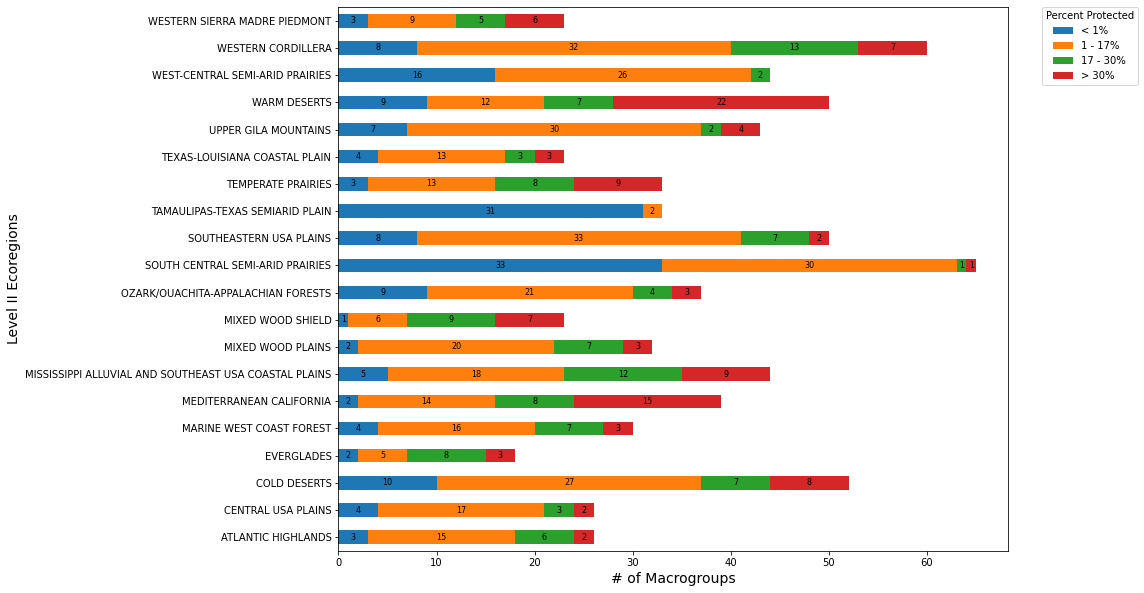 Percent Protected
< 1%
1 - 17%
17 - 30%
> 30%
Level II Ecoregions
WESTERN SIERRA MADRE PIEDMONT 3 9 5 6
WESTERN CORDILLERA 8 32 13 7
WEST-CENTRAL SEMI-ARID PRAIRIES 16 26 2
WARM DESERTS 9 12 7 22
UPPER GILA MOUNTAINS 7 30 2 4
TEXAS-LOUISIANA COASTAL PLAIN 4 13 3 3
TEMPERATE PRAIRIES 3 13 8 9
TAMAULIPAS-TEXAS SEMIARID PLAIN 31 2
SOUTHEASTERN USA PLAINS 8 33 7 2
SOUTH CENTRAL SEMI-ARID PRAIRIES 33 30 1 1
OZARK/OUACHITA-APPALACHIAN FORESTS 9 21 4 3
MIXED WOOD SHIELD 1 6 9 7
MIXED WOOD PLAINS 2 20 7 3
MISSISSIPPI ALLUVIAL AND SOUTHEAST USA COASTAL PLAINS 5 18 12 9
MEDITERRANEAN CALIFORNIA 2 14 8 15
MARINE WEST COAST FOREST 4 16 7 3
EVERGLADES 2 5 8 3
COLD DESERTS 10 27 7 8
CENTRAL USA PLAINS 4 17 3 2
ATLANTIC HIGHLANDS 3 15 6 2
0 10 20 30 40 50 60
# of Macrogroups